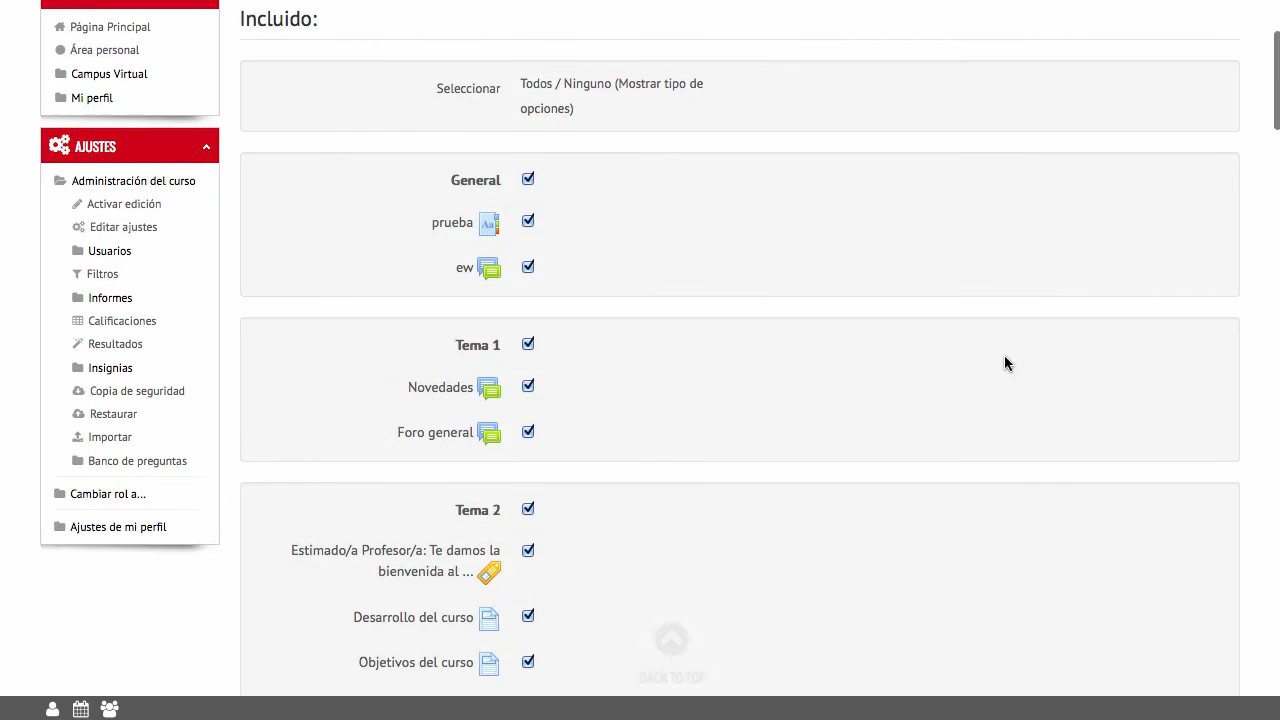 Página Principal
Área personal
Campus Virtual
Mi perfil
AJUSTES
Administración del curso
Activar edición
Editar ajustes
Usuarios
Filtros
Informes
Calificaciones
Resultados
Insignias
Copia de seguridad
Restaurar
Importar
Banco de preguntas
Cambiar rol a...
Ajustes de mi perfil
Incluido:
Seleccionar
Todos / Ninguno (Mostrar tipo de
opciones)
General
prueba
Aa
ew
Tema 1
Novedades
Foro general
Tema 2
Estimado/a Profesor/a: Te damos la
bienvenida al ...
Desarrollo del curso
Objetivos del curso
BACK TO TOP